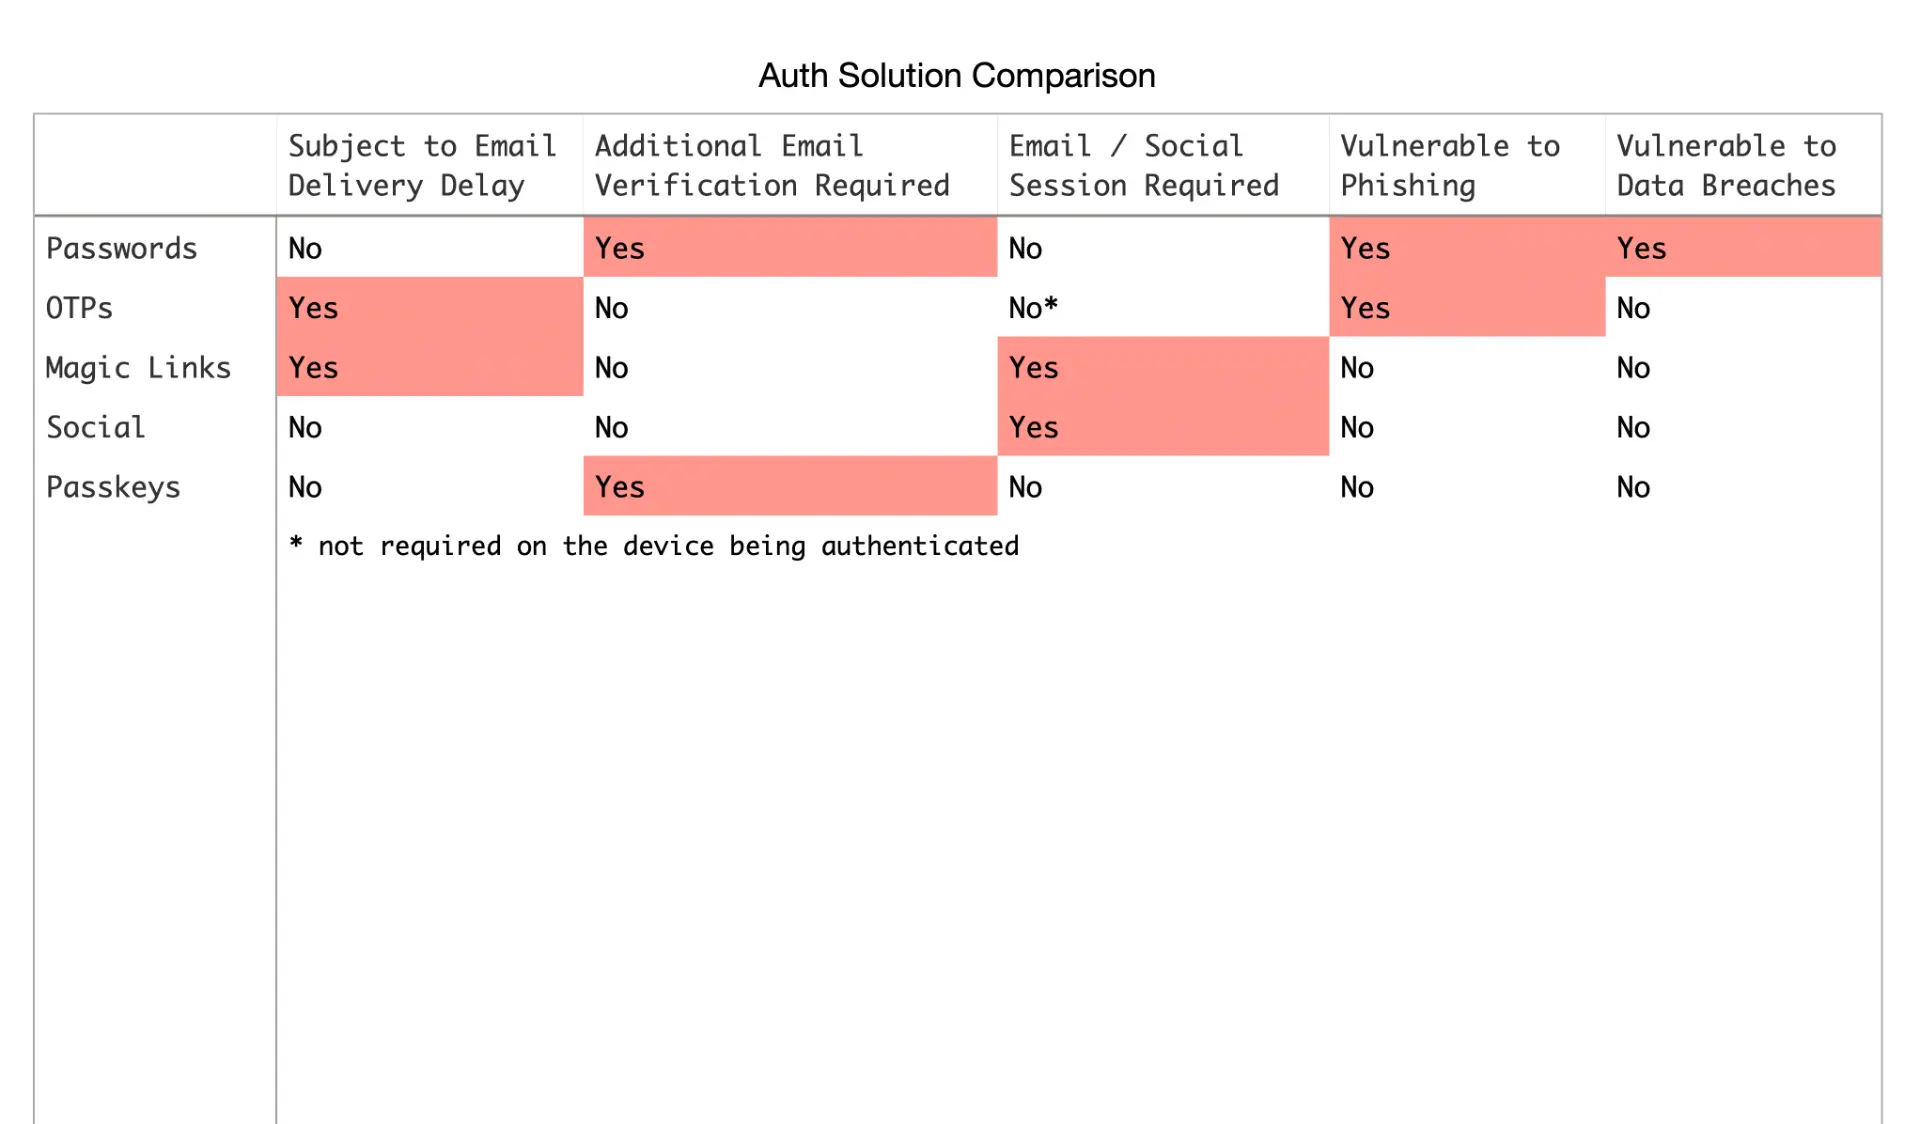 Auth Solution Comparison
Subject to Email Delivery Delay Additional Email Verification Required Email / Social Session Required Vulnerable to Phishing Vulnerable to Data Breaches
Passwords No Yes No Yes Yes
OTPs Yes No No* Yes No
Magic Links Yes No Yes No No
Social No No Yes No No
Passkeys No Yes No No No
* not required on the device being authenticated